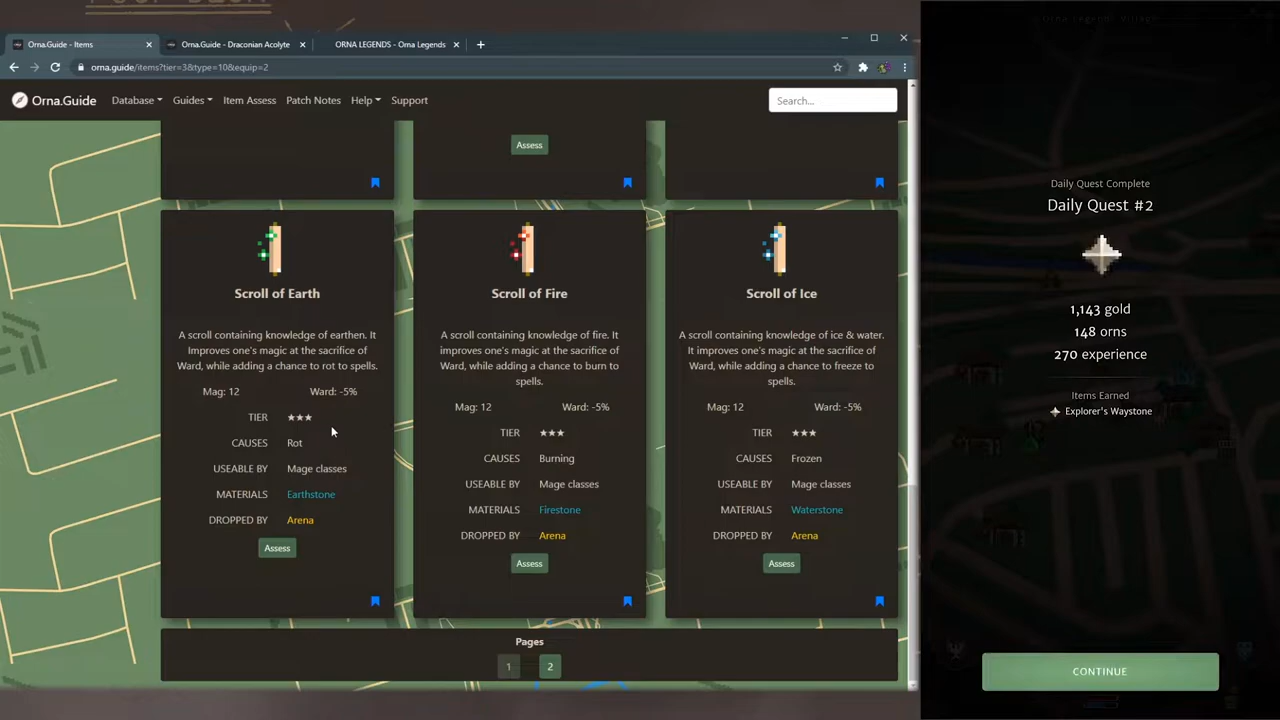 Orna.Guide - Items
Orna.Guide - Draconian Acolyte
ORNA LEGENDS - Orna Legends
orna.guide/items?tier=3&type=10&equip=2
Orna.Guide
Database
Guides
Item Assess
Patch Notes
Help
Support
Search...
Assess
Scroll of Earth
A scroll containing knowledge of earthen. It
Improves one's magic at the sacrifice of
Ward, while adding a chance to rot to spells.
Mag: 12 Ward: -5%
TIER ★★★
CAUSES Rot
USEABLE BY Mage classes
MATERIALS Earthstone
DROPPED BY Arena
Assess
Scroll of Fire
A scroll containing knowledge of fire. It
improves one's magic at the sacrifice of
Ward, while adding a chance to burn to
spells.
Mag: 12 Ward: -5%
TIER ★★★
CAUSES Burning
USEABLE BY Mage classes
MATERIALS Firestone
DROPPED BY Arena
Assess
Scroll of Ice
A scroll containing knowledge of ice & water.
It improves one's magic at the sacrifice of
Ward, while adding a chance to freeze to
spells.
Mag: 12 Ward: -5%
TIER ★★★
CAUSES Frozen
USEABLE BY Mage classes
MATERIALS Waterstone
DROPPED BY Arena
Assess
Pages
1 2
Daily Quest Complete
Daily Quest #2
1,143 gold
148 orns
270 experience
Items Earned
Explorer's Waystone
CONTINUE